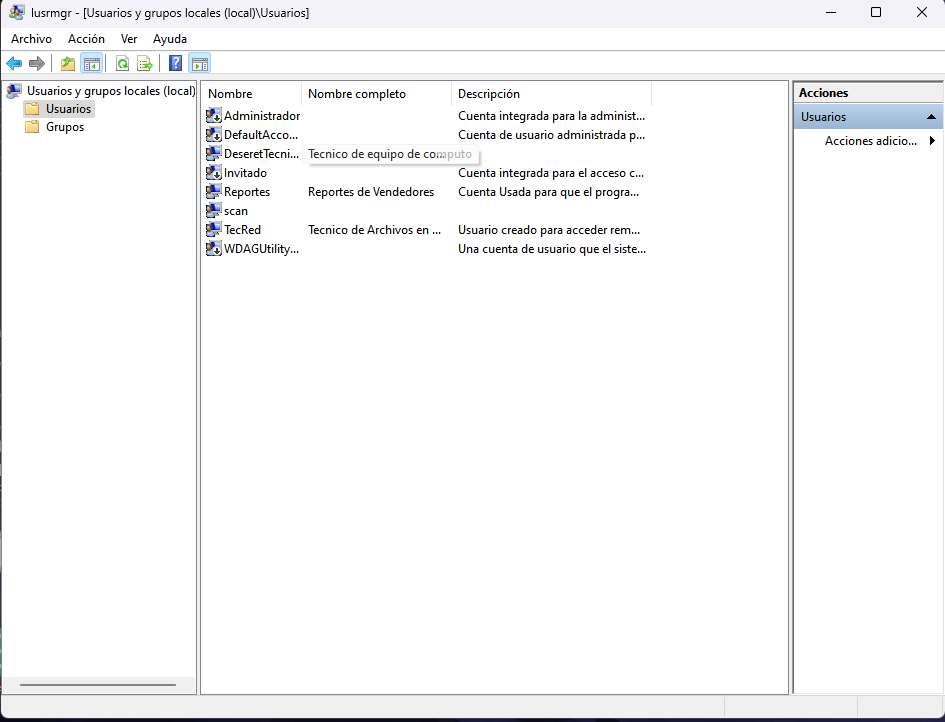 lusrmgr - [Usuarios y grupos locales (local)\Usuarios]
Archivo Acción Ver Ayuda
Usuarios y grupos locales (local)
Usuarios
Grupos
Nombre Nombre completo Descripción
Administrador Cuenta integrada para la administ...
DefaultAcco... Cuenta de usuario administrada p...
DeseretTecni... Tecnico de equipo de computo
Invitado Cuenta integrada para el acceso c...
Reportes Reportes de Vendedores Cuenta Usada para que el progra...
scan
TecRed Tecnico de Archivos en ... Usuario creado para acceder rem...
WDAGUtility... Una cuenta de usuario que el siste...
Acciones
Usuarios
Acciones adicio...